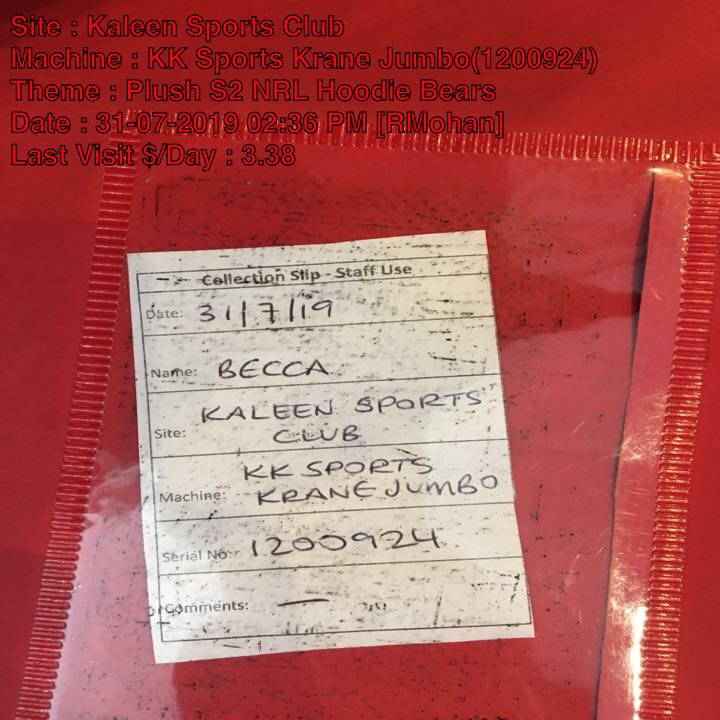 Site : Kaleen Sports Club
Machine : KK Sports Krane Jumbo(1200924)
Theme : Plush S2 NRL Hoodie Bears
Date : 31-07-2019 02:36 PM [RMohan]
Last Visit $/Day : 3.38
Collection Slip - Staff Use
Date: 31/7/19
Name: BECCA
KALEEN SPORTS
Site: CLUB
KK SPORTS
Machine: KRANE JUMBO
Serial No: 1200924
Comments: —